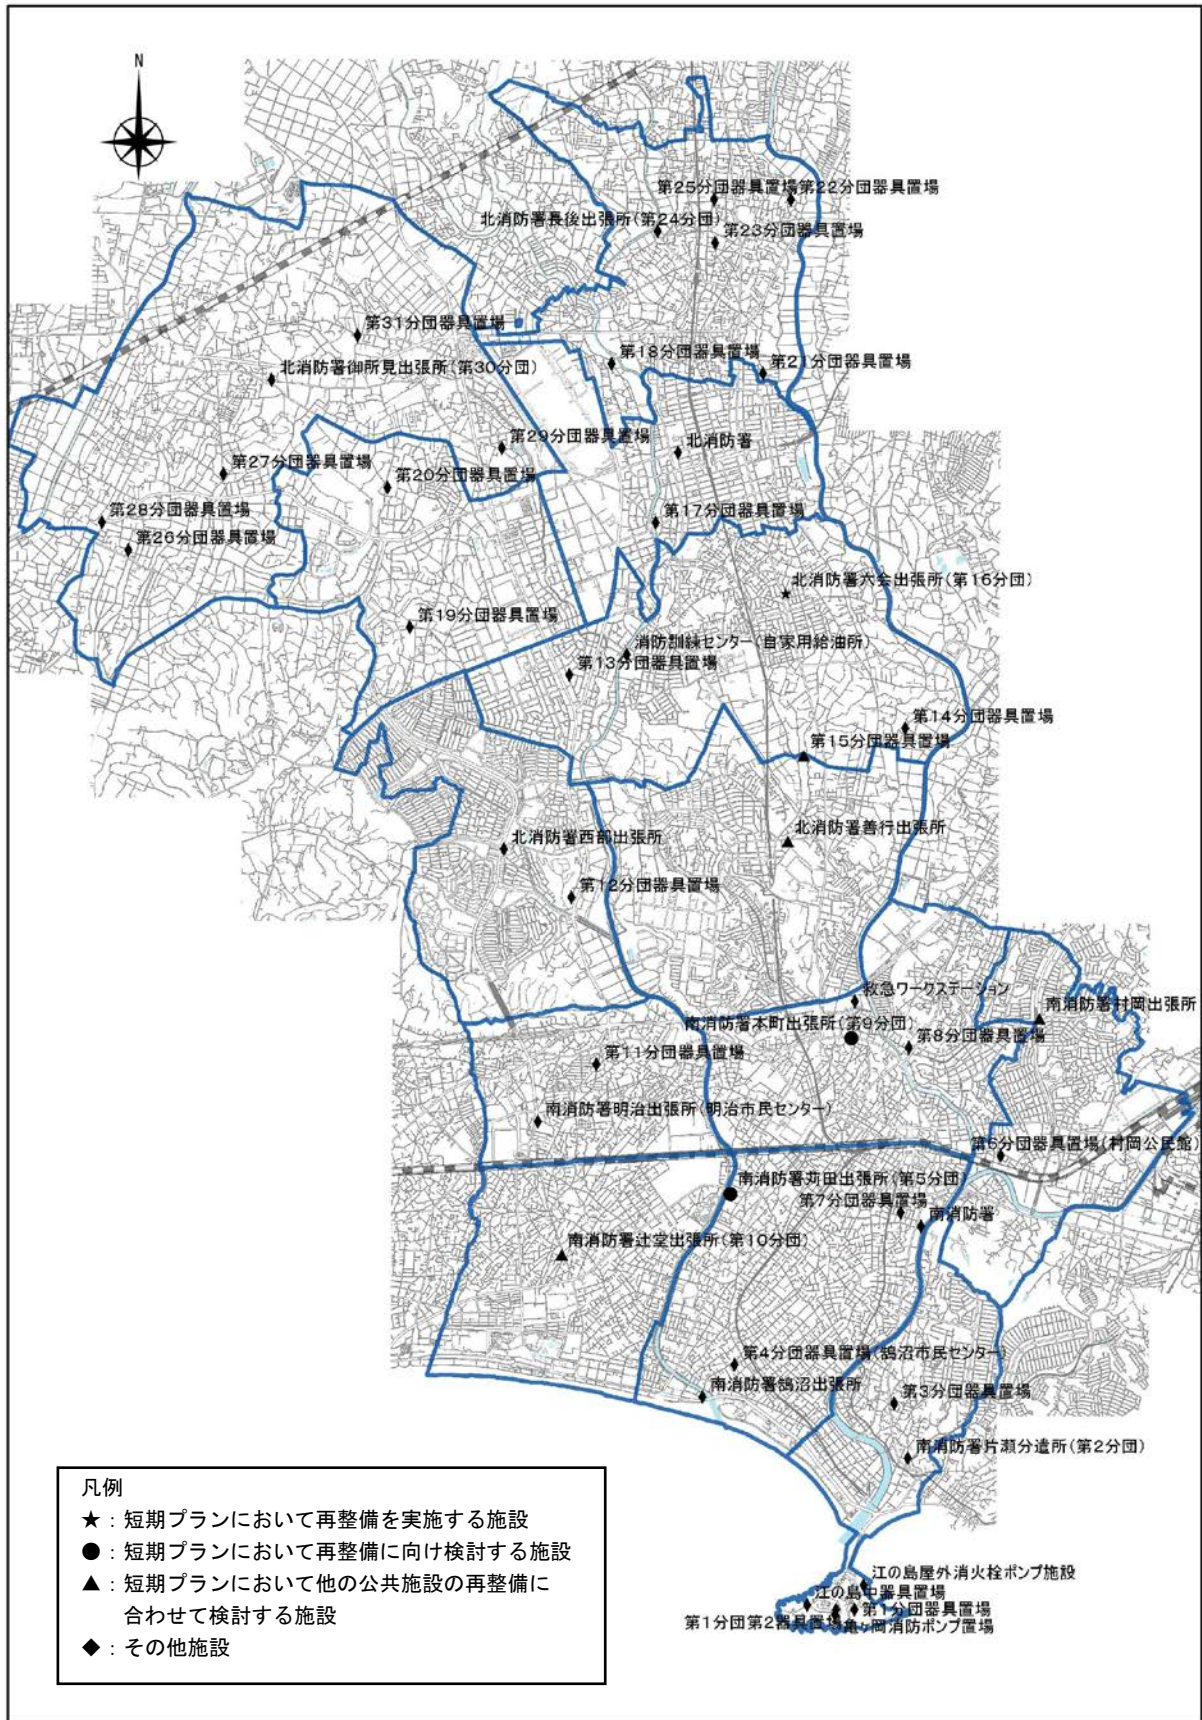 N
第25分団器具置場
第22分団器具置場
北消防署長後出張所(第24分団)
第23分団器具置場
第31分団器具置場
第18分団器具置場
第21分団器具置場
北消防署御所見出張所(第30分団)
第29分団器具置場
北消防署
第27分団器具置場
第20分団器具置場
第28分団器具置場
第17分団器具置場
第26分団器具置場
北消防署六会出張所(第16分団)
第19分団器具置場
消防訓練センター(自家用給油所)
第13分団器具置場
第14分団器具置場
第15分団器具置場
北消防署西部出張所
北消防署善行出張所
第12分団器具置場
救急ワークステーション
南消防署村岡出張所
南消防署本町出張所(第9分団)
第8分団器具置場
第11分団器具置場
南消防署明治出張所(明治市民センター)
第6分団器具置場(村岡公民館)
南消防署苅田出張所(第5分団)
第7分団器具置場
南消防署
南消防署辻堂出張所(第10分団)
第4分団器具置場(鵠沼市民センター)
南消防署鵠沼出張所
第3分団器具置場
南消防署片瀬分遣所(第2分団)
江の島屋外消火栓ポンプ施設
江の島中器具置場
第1分団器具置場
第1分団第2器具置場
亀ヶ岡消防ポンプ置場
凡例
★：短期プランにおいて再整備を実施する施設
●：短期プランにおいて再整備に向け検討する施設
▲：短期プランにおいて他の公共施設の再整備に
合わせて検討する施設
◆：その他施設